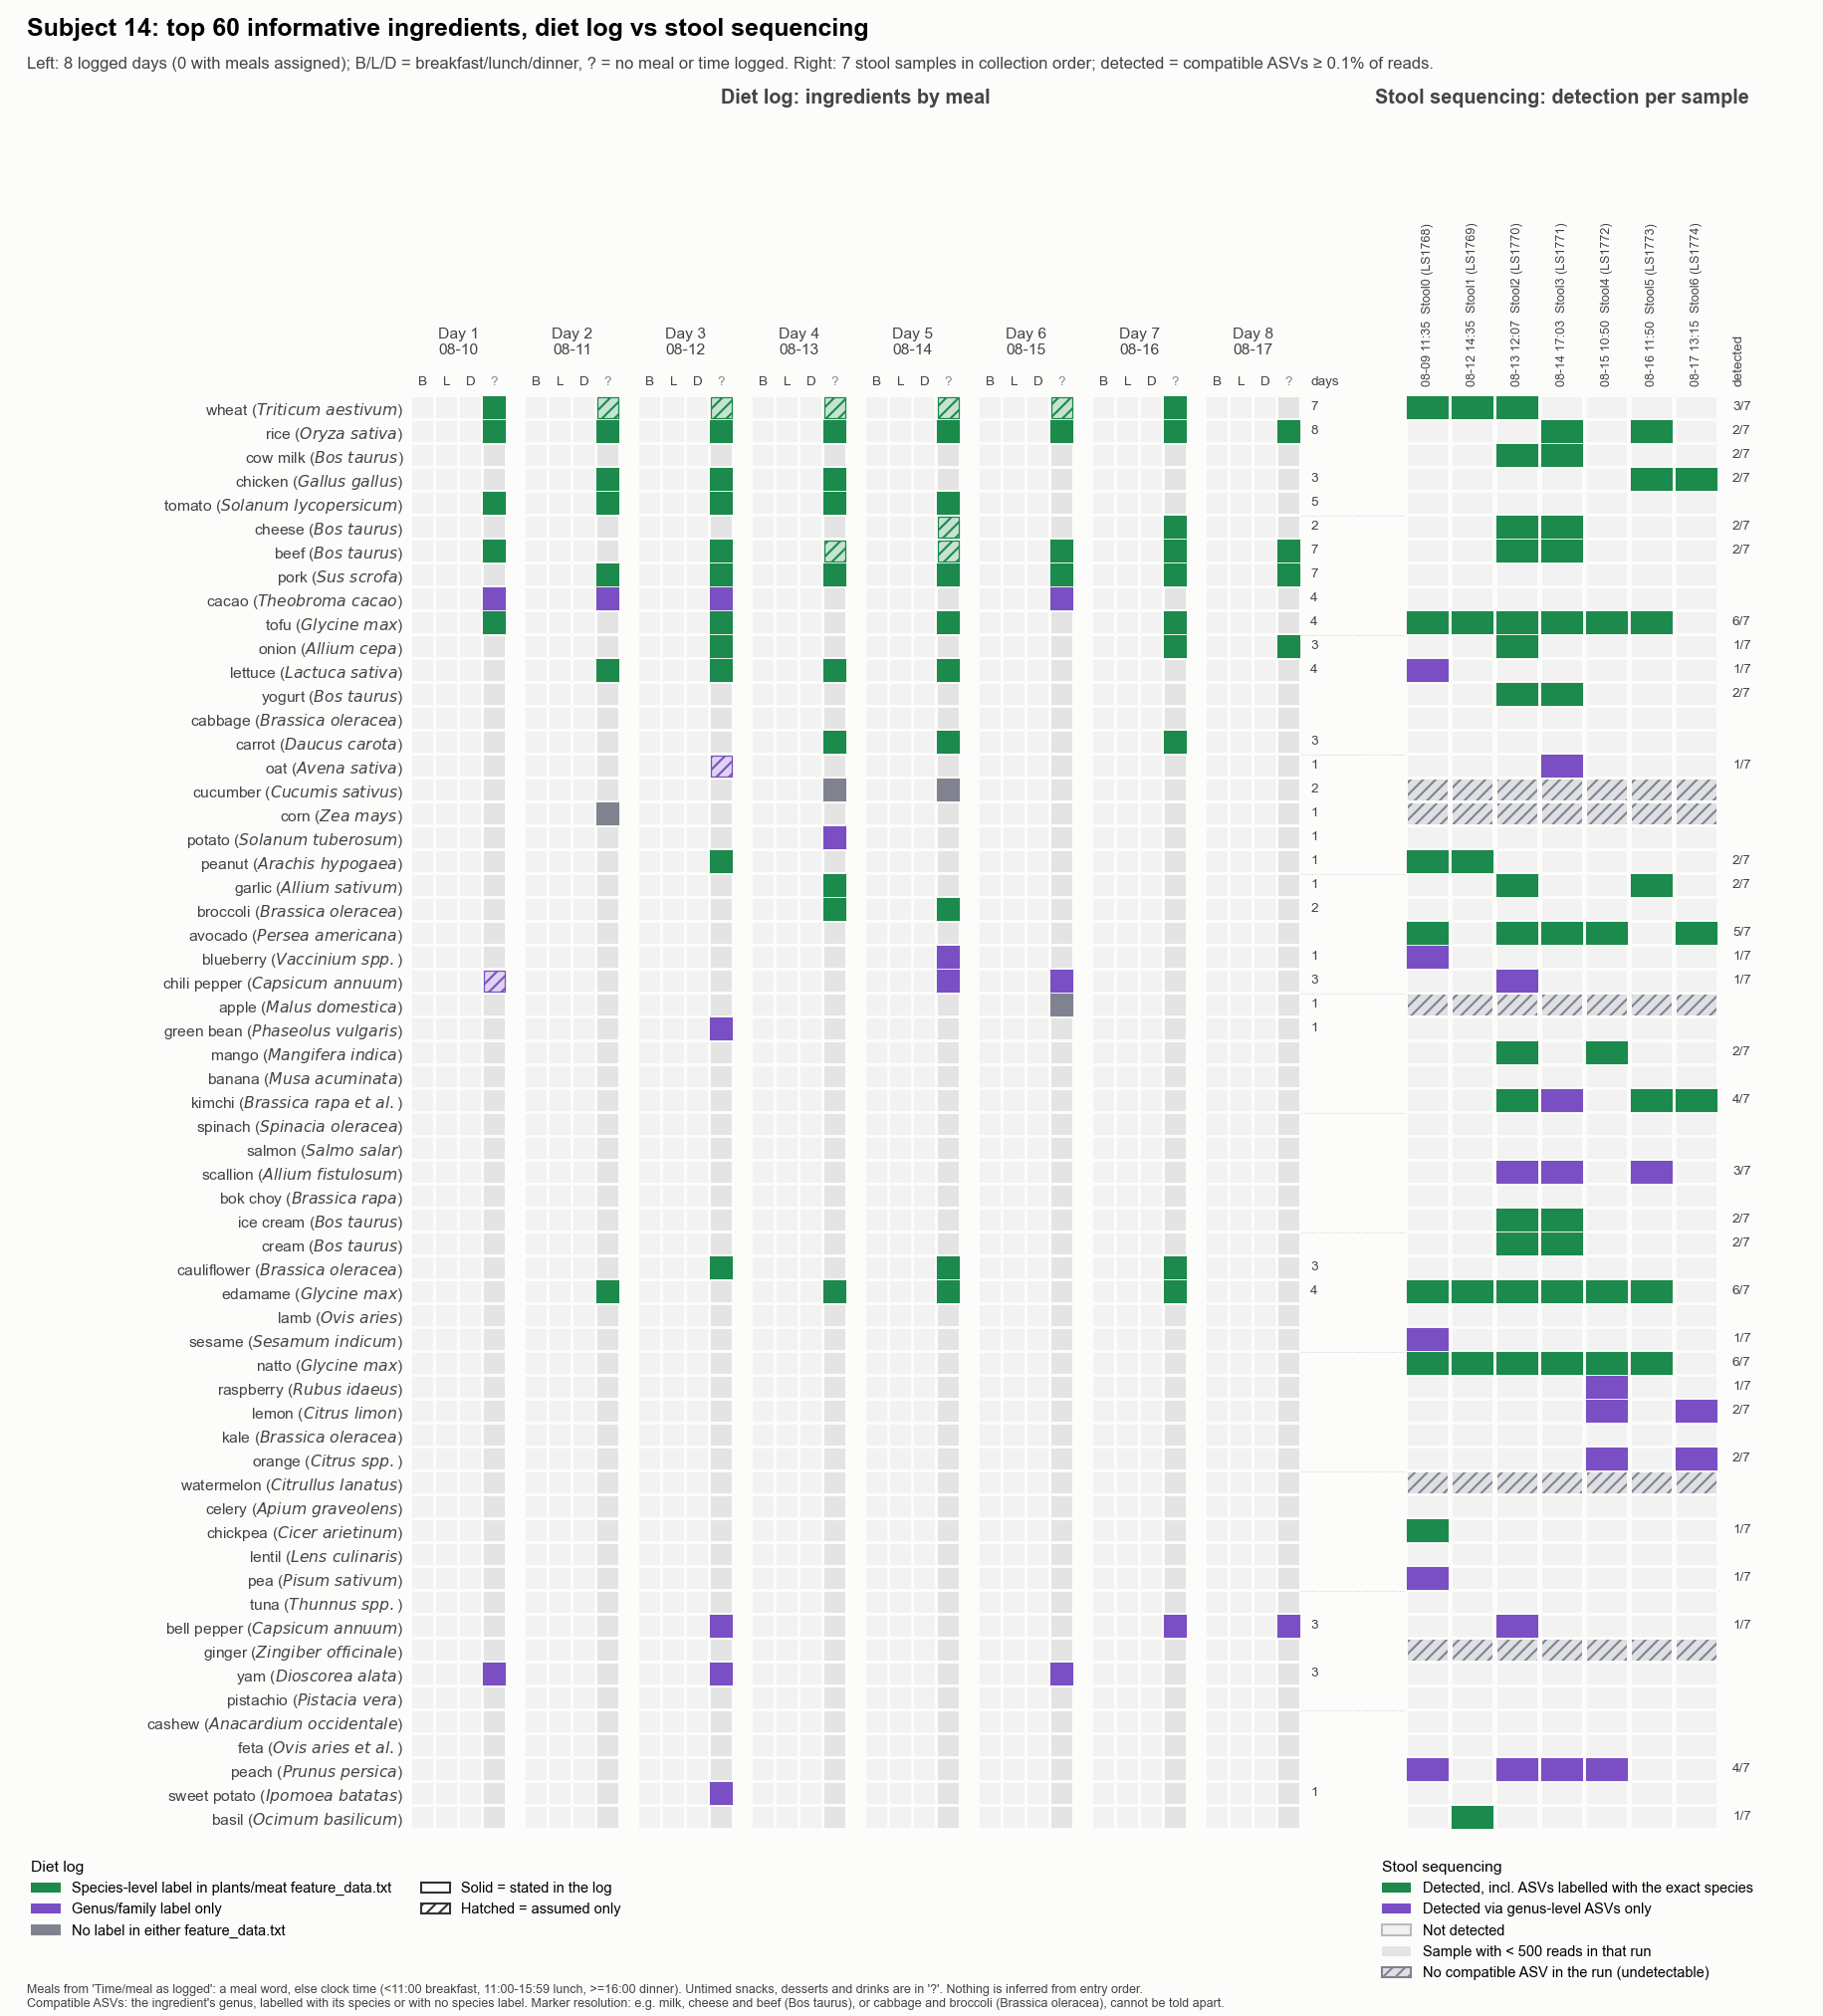 Subject 14: top 60 informative ingredients, diet log vs stool sequencing
Left: 8 logged days (0 with meals assigned); B/L/D = breakfast/lunch/dinner, ? = no meal or time logged. Right: 7 stool samples in collection order; detected = compatible ASVs ≥ 0.1% of reads.
Diet log: ingredients by meal
Stool sequencing: detection per sample
08-09 11:35 Stool0 (LS1768)
08-12 14:35 Stool1 (LS1769)
08-13 12:07 Stool2 (LS1770)
08-14 17:03 Stool3 (LS1771)
08-15 10:50 Stool4 (LS1772)
08-16 11:50 Stool5 (LS1773)
08-17 13:15 Stool6 (LS1774)
detected
Day 1 Day 2 Day 3 Day 4 Day 5 Day 6 Day 7 Day 8
08-10 08-11 08-12 08-13 08-14 08-15 08-16 08-17
B L D ? B L D ? B L D ? B L D ? B L D ? B L D ? B L D ? B L D ? days
wheat (Triticum aestivum) 7 3/7
rice (Oryza sativa) 8 2/7
cow milk (Bos taurus) 2/7
chicken (Gallus gallus) 3 2/7
tomato (Solanum lycopersicum) 5
cheese (Bos taurus) 2 2/7
beef (Bos taurus) 7 2/7
pork (Sus scrofa) 7
cacao (Theobroma cacao) 4
tofu (Glycine max) 4 6/7
onion (Allium cepa) 3 1/7
lettuce (Lactuca sativa) 4 1/7
yogurt (Bos taurus) 2/7
cabbage (Brassica oleracea)
carrot (Daucus carota) 3
oat (Avena sativa) 1 1/7
cucumber (Cucumis sativus) 2
corn (Zea mays) 1
potato (Solanum tuberosum) 1
peanut (Arachis hypogaea) 1 2/7
garlic (Allium sativum) 1 2/7
broccoli (Brassica oleracea) 2
avocado (Persea americana) 5/7
blueberry (Vaccinium spp. ) 1 1/7
chili pepper (Capsicum annuum) 3 1/7
apple (Malus domestica) 1
green bean (Phaseolus vulgaris) 1
mango (Mangifera indica) 2/7
banana (Musa acuminata)
kimchi (Brassica rapa et al. ) 4/7
spinach (Spinacia oleracea)
salmon (Salmo salar)
scallion (Allium fistulosum) 3/7
bok choy (Brassica rapa)
ice cream (Bos taurus) 2/7
cream (Bos taurus) 2/7
cauliflower (Brassica oleracea) 3
edamame (Glycine max) 4 6/7
lamb (Ovis aries)
sesame (Sesamum indicum) 1/7
natto (Glycine max) 6/7
raspberry (Rubus idaeus) 1/7
lemon (Citrus limon) 2/7
kale (Brassica oleracea)
orange (Citrus spp. ) 2/7
watermelon (Citrullus lanatus)
celery (Apium graveolens)
chickpea (Cicer arietinum) 1/7
lentil (Lens culinaris)
pea (Pisum sativum) 1/7
tuna (Thunnus spp. )
bell pepper (Capsicum annuum) 3 1/7
ginger (Zingiber officinale)
yam (Dioscorea alata) 3
pistachio (Pistacia vera)
cashew (Anacardium occidentale)
feta (Ovis aries et al. )
peach (Prunus persica) 4/7
sweet potato (Ipomoea batatas) 1
basil (Ocimum basilicum) 1/7
Diet log
Species-level label in plants/meat feature_data.txt
Genus/family label only
No label in either feature_data.txt
Solid = stated in the log
Hatched = assumed only
Stool sequencing
Detected, incl. ASVs labelled with the exact species
Detected via genus-level ASVs only
Not detected
Sample with < 500 reads in that run
No compatible ASV in the run (undetectable)
Meals from 'Time/meal as logged': a meal word, else clock time (<11:00 breakfast, 11:00-15:59 lunch, >=16:00 dinner). Untimed snacks, desserts and drinks are in '?'. Nothing is inferred from entry order.
Compatible ASVs: the ingredient's genus, labelled with its species or with no species label. Marker resolution: e.g. milk, cheese and beef (Bos taurus), or cabbage and broccoli (Brassica oleracea), cannot be told apart.